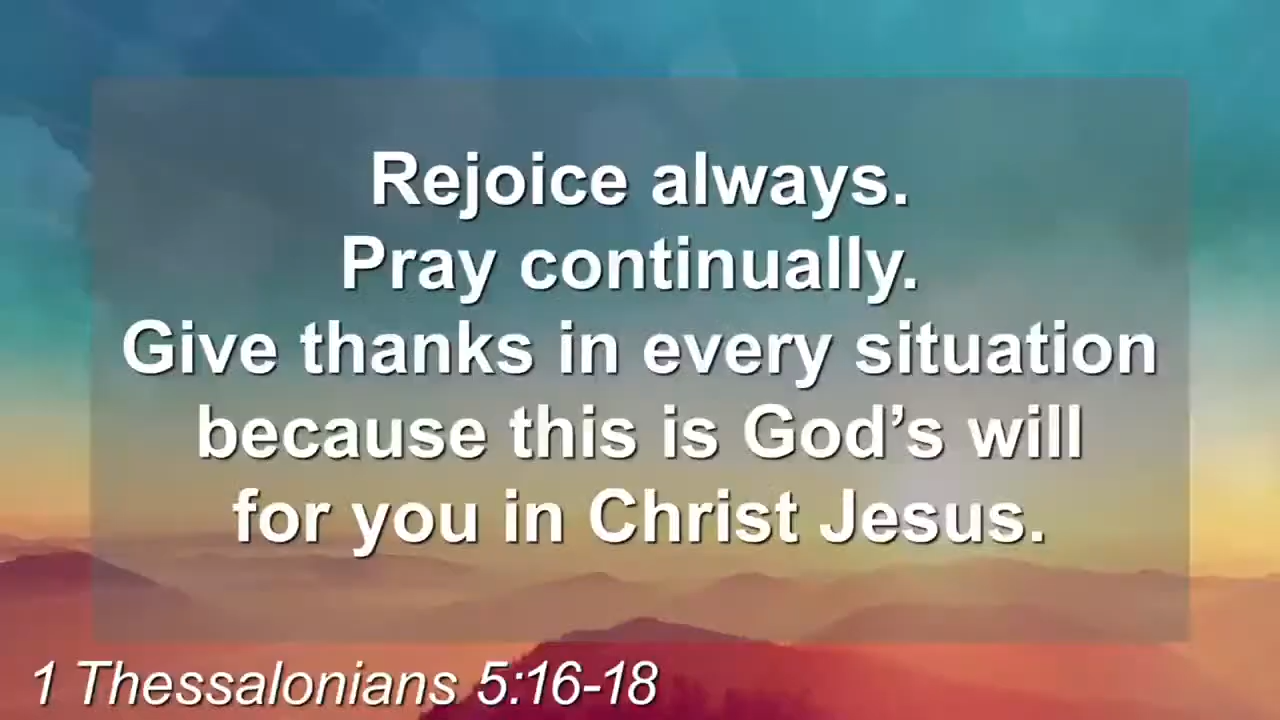 Rejoice always.
Pray continually.
Give thanks in every situation
because this is God’s will
for you in Christ Jesus.
1 Thessalonians 5:16-18